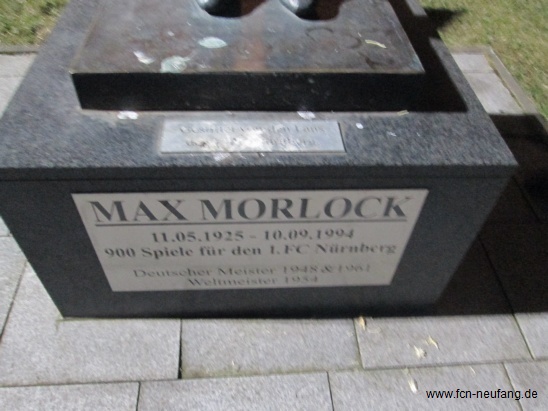 MAX MORLOCK
11.05.1925 - 10.09.1994
900 Spiele für den 1.FC Nürnberg
Deutscher Meister 1948 & 1961
Weltmeister 1954
www.fcn-neufang.de